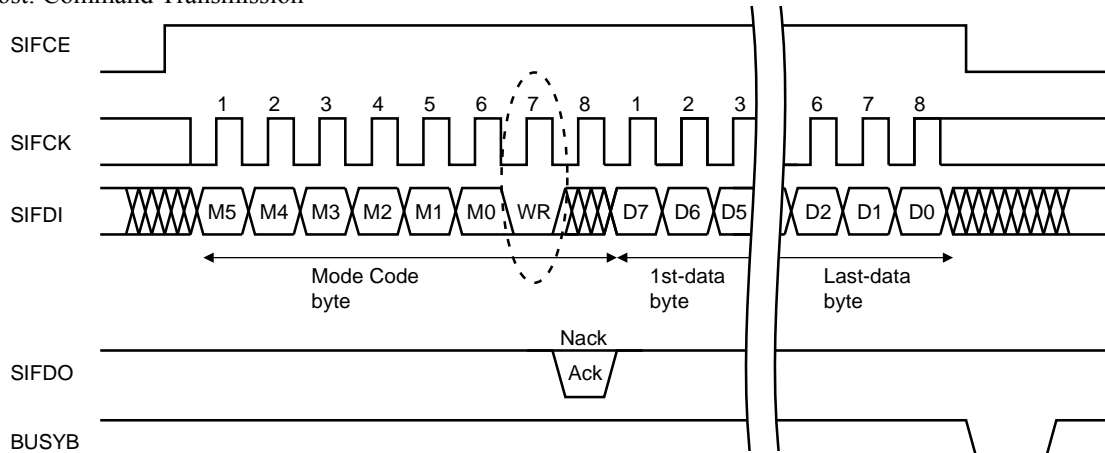 ost: Command Transmission
SIFCE
1 2 3 4 5 6 7 8 1 2 3 6 7 8
SIFCK
SIFDI M5 M4 M3 M2 M1 M0 WR D7 D6 D5 D2 D1 D0
Mode Code byte
1st-data byte
Last-data byte
Nack
SIFDO Ack
BUSYB